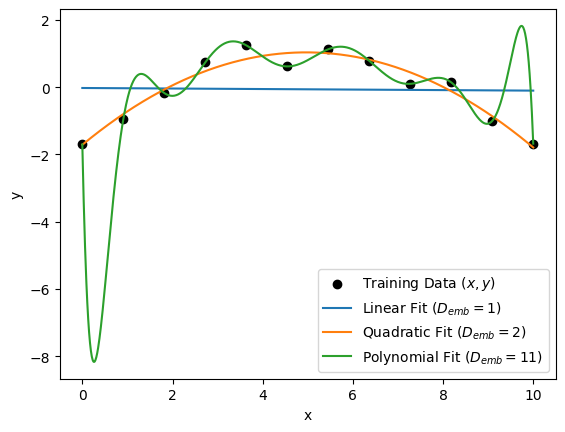 2
0
−2
−4
−6
−8
y
0
2
4
6
8
10
x
Training Data (x, y)
Linear Fit (D_emb = 1)
Quadratic Fit (D_emb = 2)
Polynomial Fit (D_emb = 11)